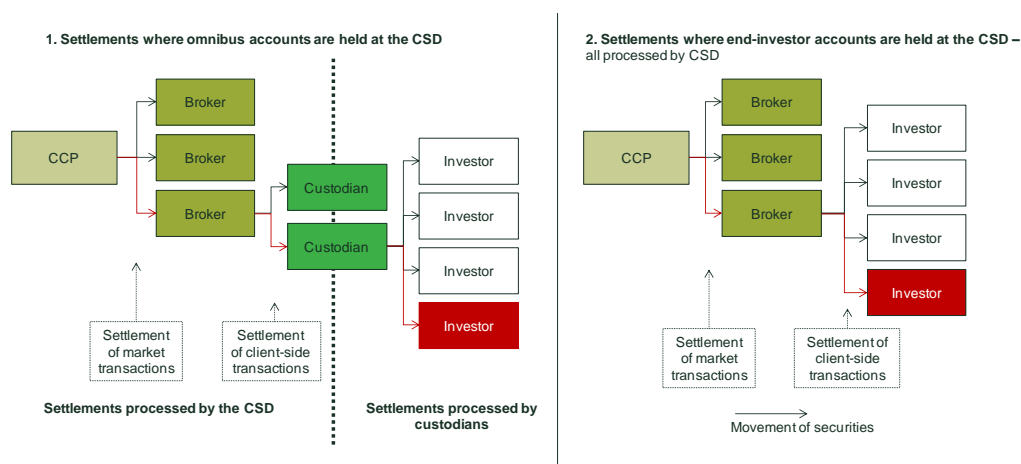 1. Settlements where omnibus accounts are held at the CSD
Broker
CCP
Broker
Broker
Custodian
Custodian
Investor
Investor
Investor
Investor
Settlement
of market
transactions
Settlement
of client-side
transactions
Settlements processed by the CSD
Settlements processed by
custodians
2. Settlements where end-investor accounts are held at the CSD –
all processed by CSD
Broker
CCP
Broker
Broker
Investor
Investor
Investor
Investor
Settlement
of market
transactions
Settlement of
client-side
transactions
Movement of securities